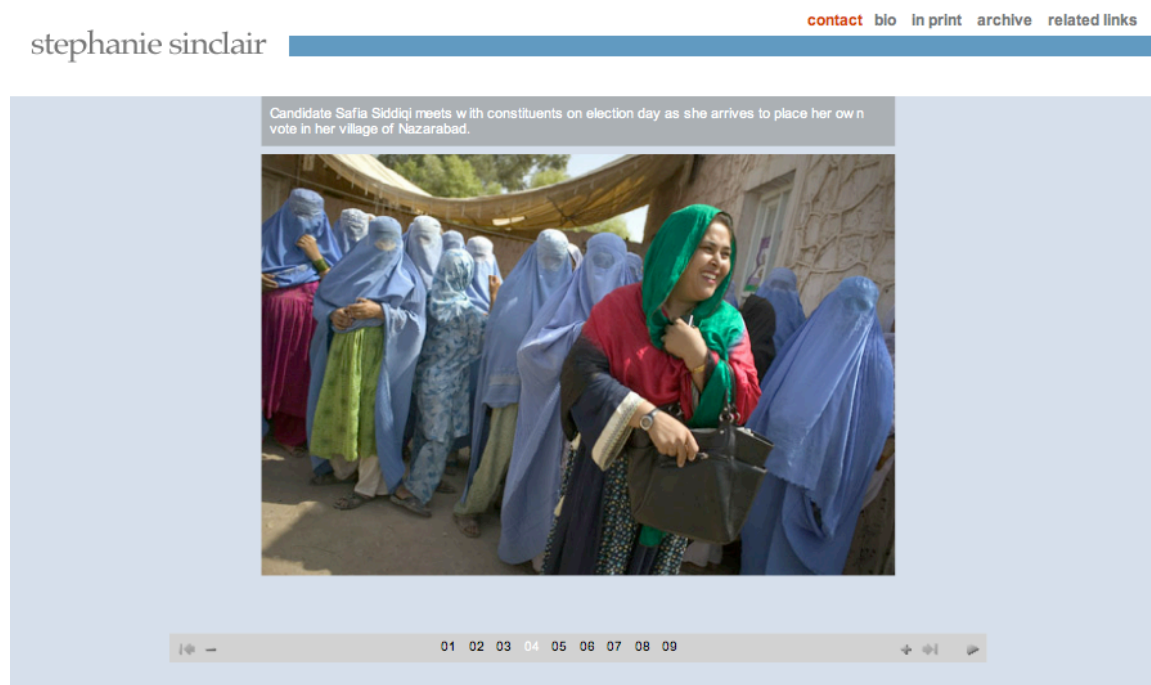 contact bio in print archive related links
stephanie sinclair
Candidate Safia Siddiqi meets with constituents on election day as she arrives to place her own
vote in her village of Nazarabad.
01 02 03 04 05 06 07 08 09